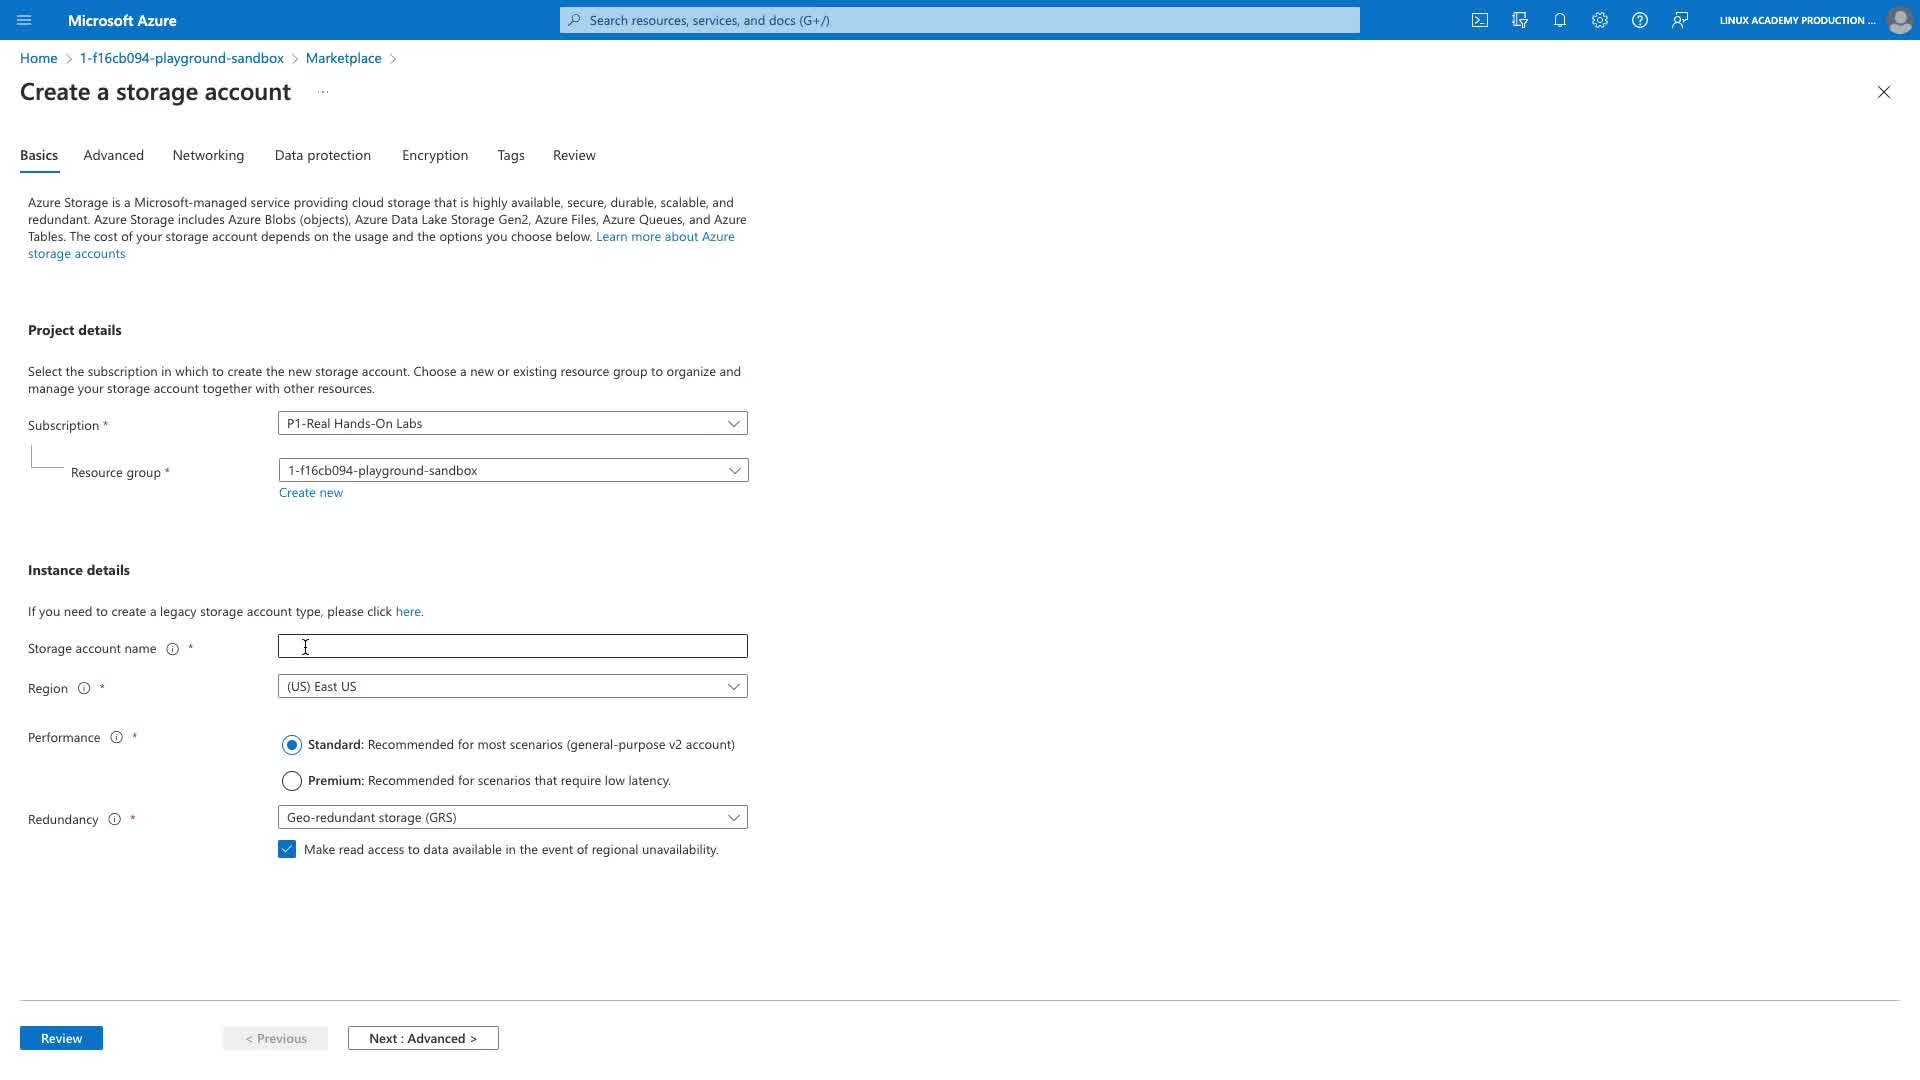 Microsoft Azure
Search resources, services, and docs (G+/)
LINUX ACADEMY PRODUCTION ...
Home > 1-f16cb094-playground-sandbox > Marketplace >
Create a storage account ...
Basics Advanced Networking Data protection Encryption Tags Review
Azure Storage is a Microsoft-managed service providing cloud storage that is highly available, secure, durable, scalable, and
redundant. Azure Storage includes Azure Blobs (objects), Azure Data Lake Storage Gen2, Azure Files, Azure Queues, and Azure
Tables. The cost of your storage account depends on the usage and the options you choose below. Learn more about Azure
storage accounts
Project details
Select the subscription in which to create the new storage account. Choose a new or existing resource group to organize and
manage your storage account together with other resources.
Subscription * P1-Real Hands-On Labs
Resource group * 1-f16cb094-playground-sandbox
Create new
Instance details
If you need to create a legacy storage account type, please click here.
Storage account name *
Region * (US) East US
Performance *
Standard: Recommended for most scenarios (general-purpose v2 account)
Premium: Recommended for scenarios that require low latency.
Redundancy * Geo-redundant storage (GRS)
Make read access to data available in the event of regional unavailability.
Review < Previous Next : Advanced >